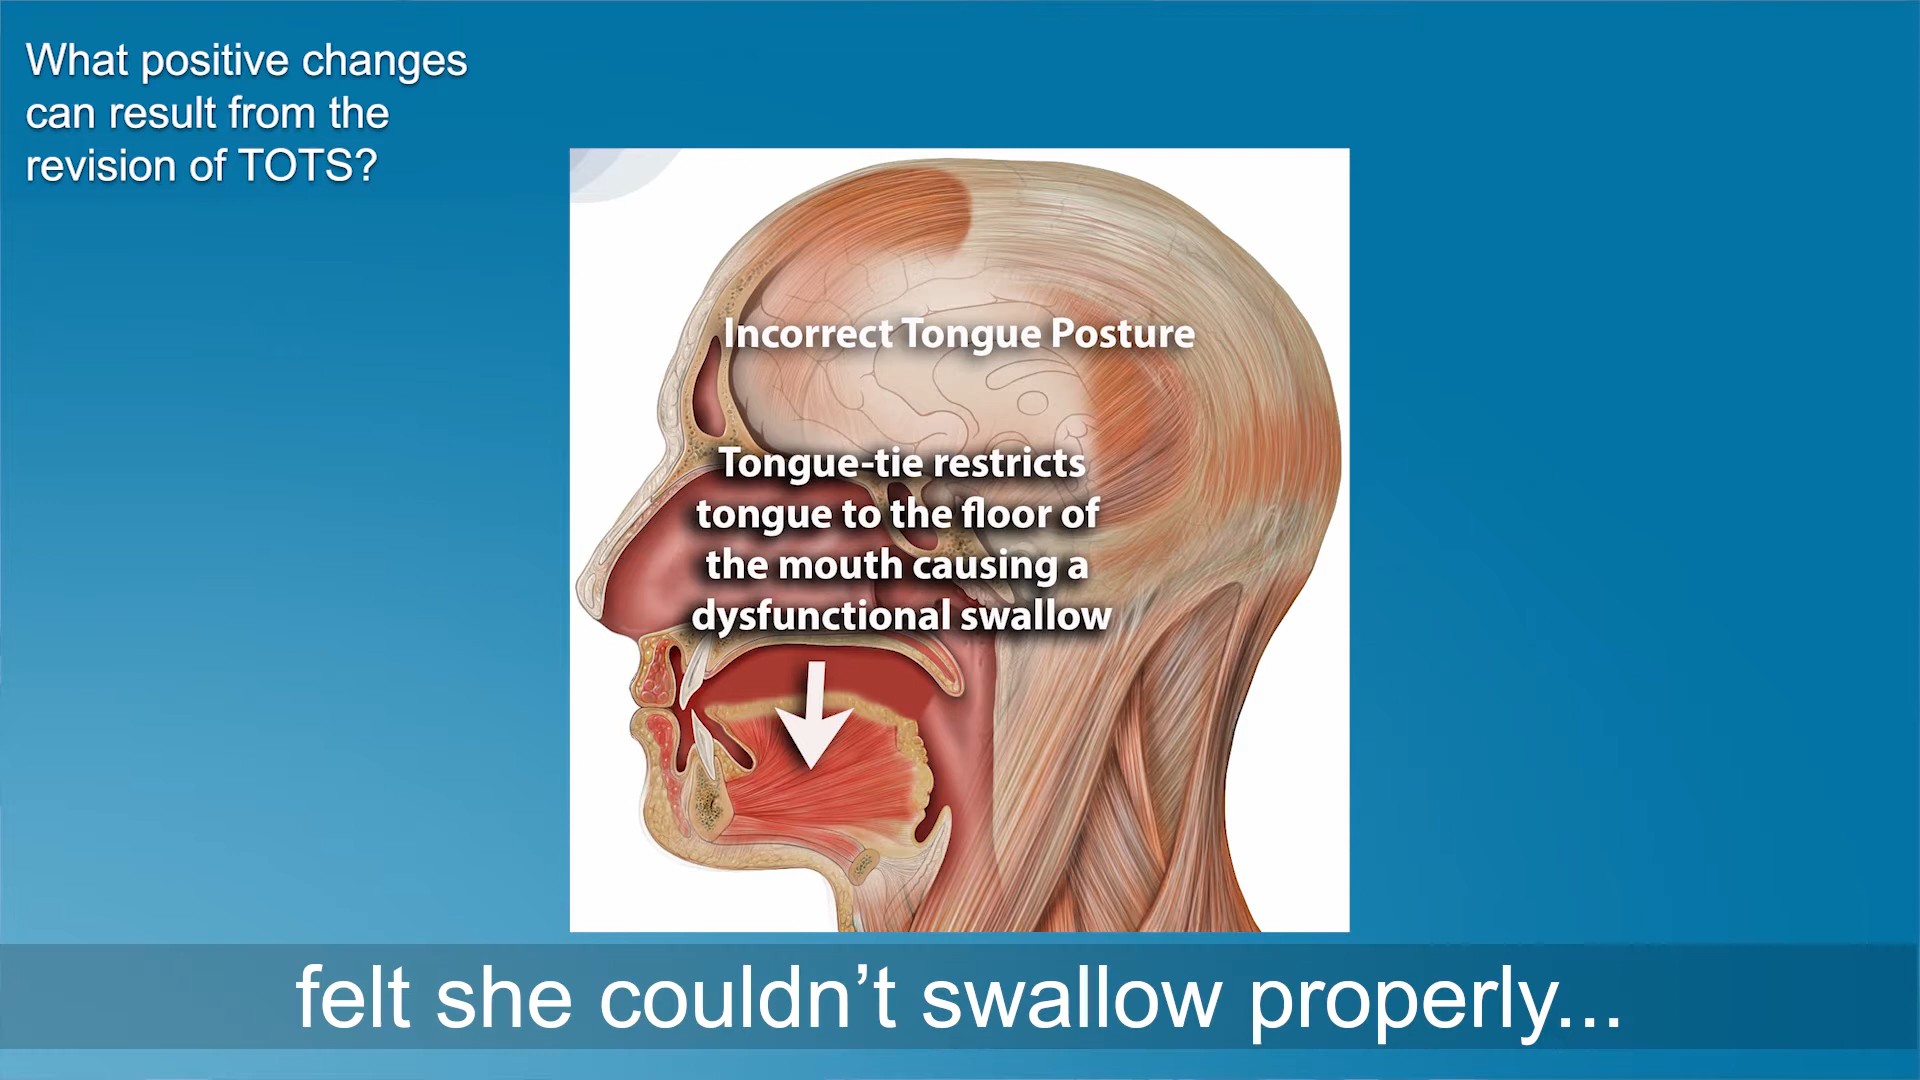 What positive changes
can result from the
revision of TOTS?
Incorrect Tongue Posture
Tongue-tie restricts
tongue to the floor of
the mouth causing a
dysfunctional swallow
felt she couldn’t swallow properly...